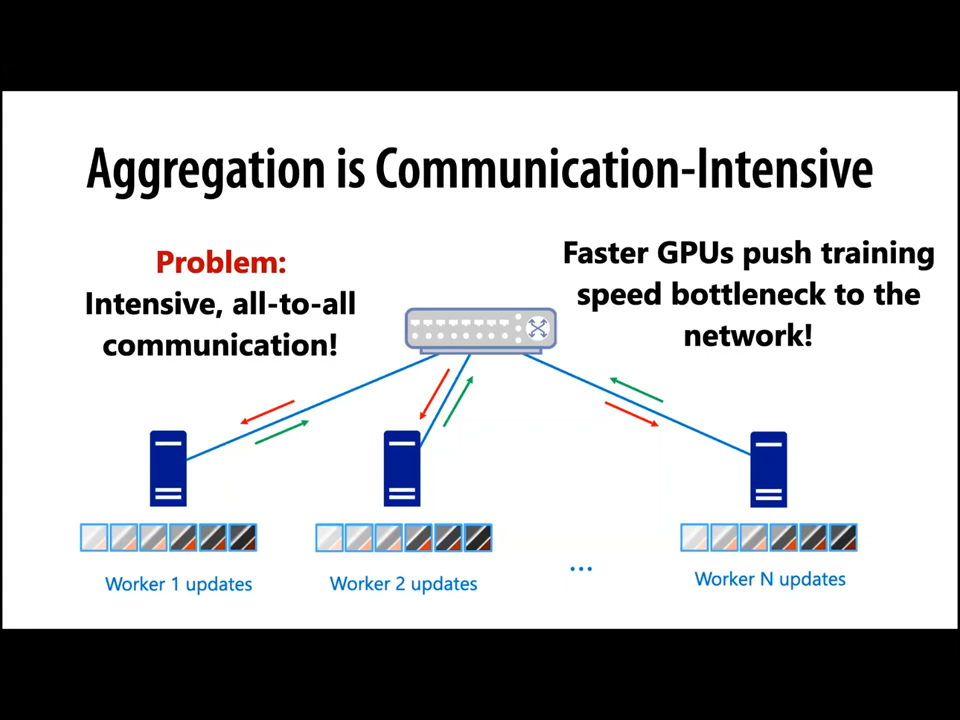 Aggregation is Communication-Intensive
Problem:
Intensive, all-to-all
communication!
Faster GPUs push training
speed bottleneck to the
network!
Worker 1 updates
Worker 2 updates
...
Worker N updates